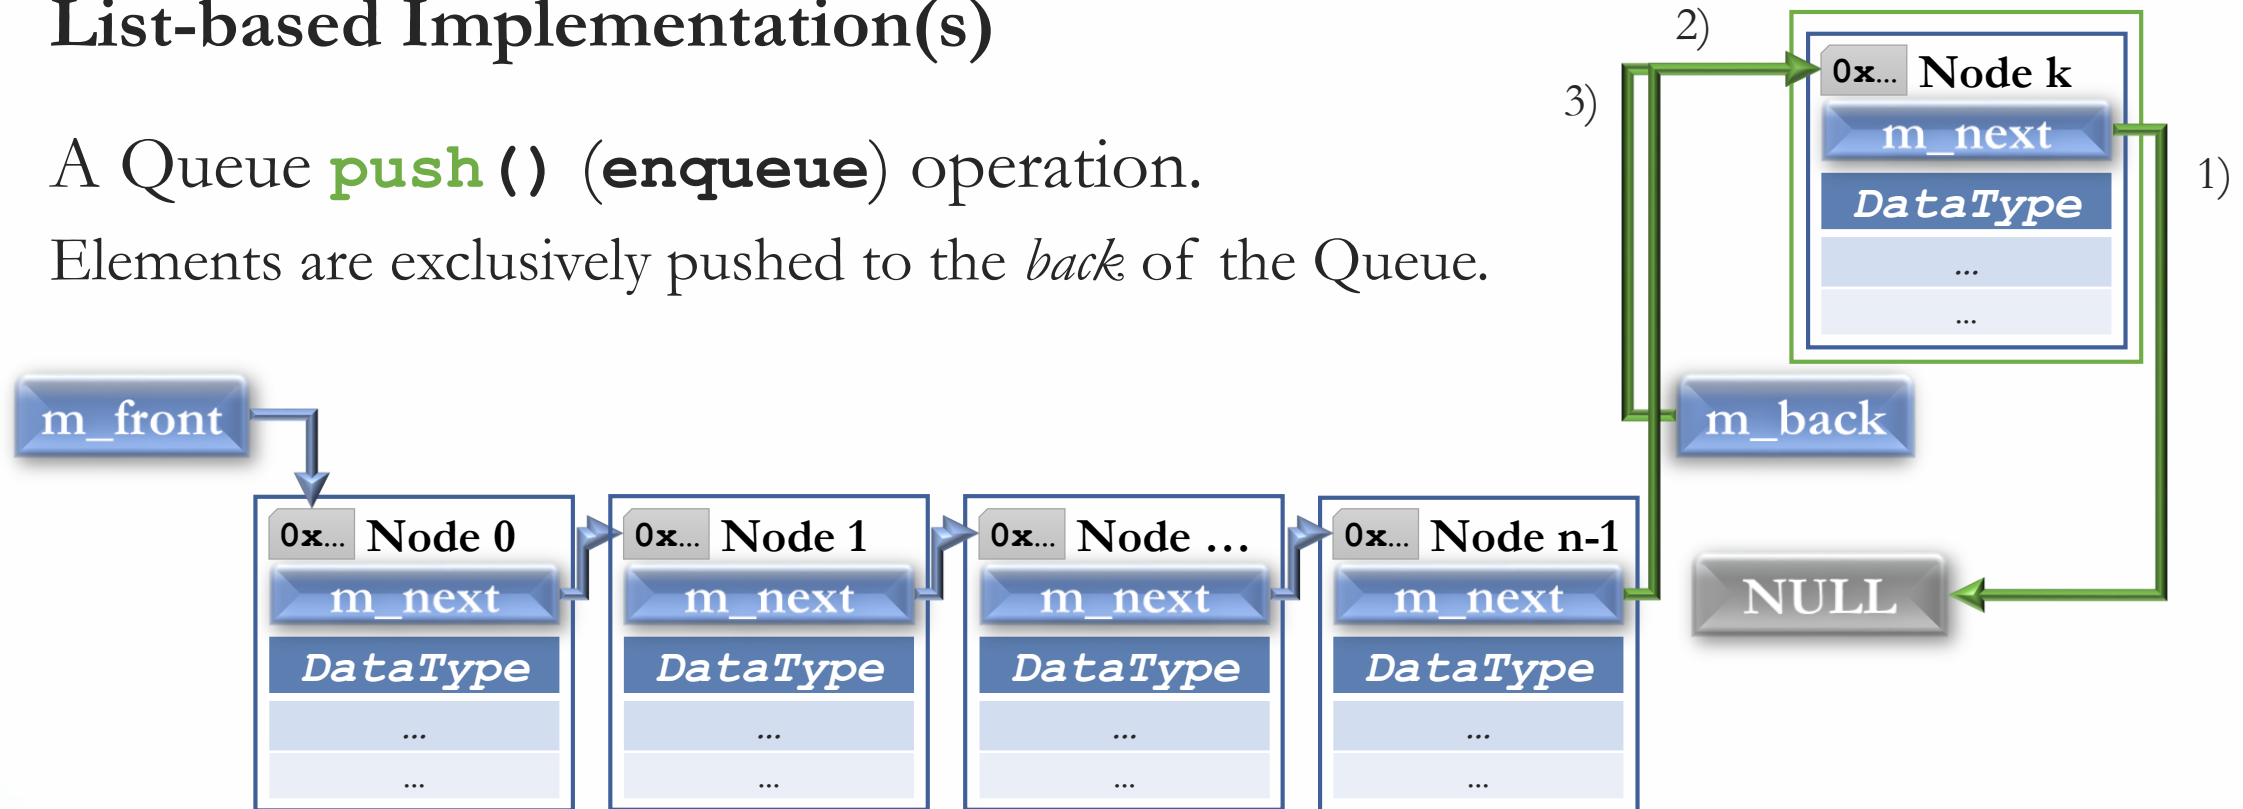 List-based Implementation(s)
2)
0x... Node k
3)
m_next
A Queue push() (enqueue) operation.
1)
DataType
Elements are exclusively pushed to the back of the Queue.
...
...
m_front
m_back
0x... Node 0
0x... Node 1
0x... Node ...
0x... Node n-1
m_next
m_next
m_next
m_next
NULL
DataType
DataType
DataType
DataType
...
...
...
...
...
...
...
...